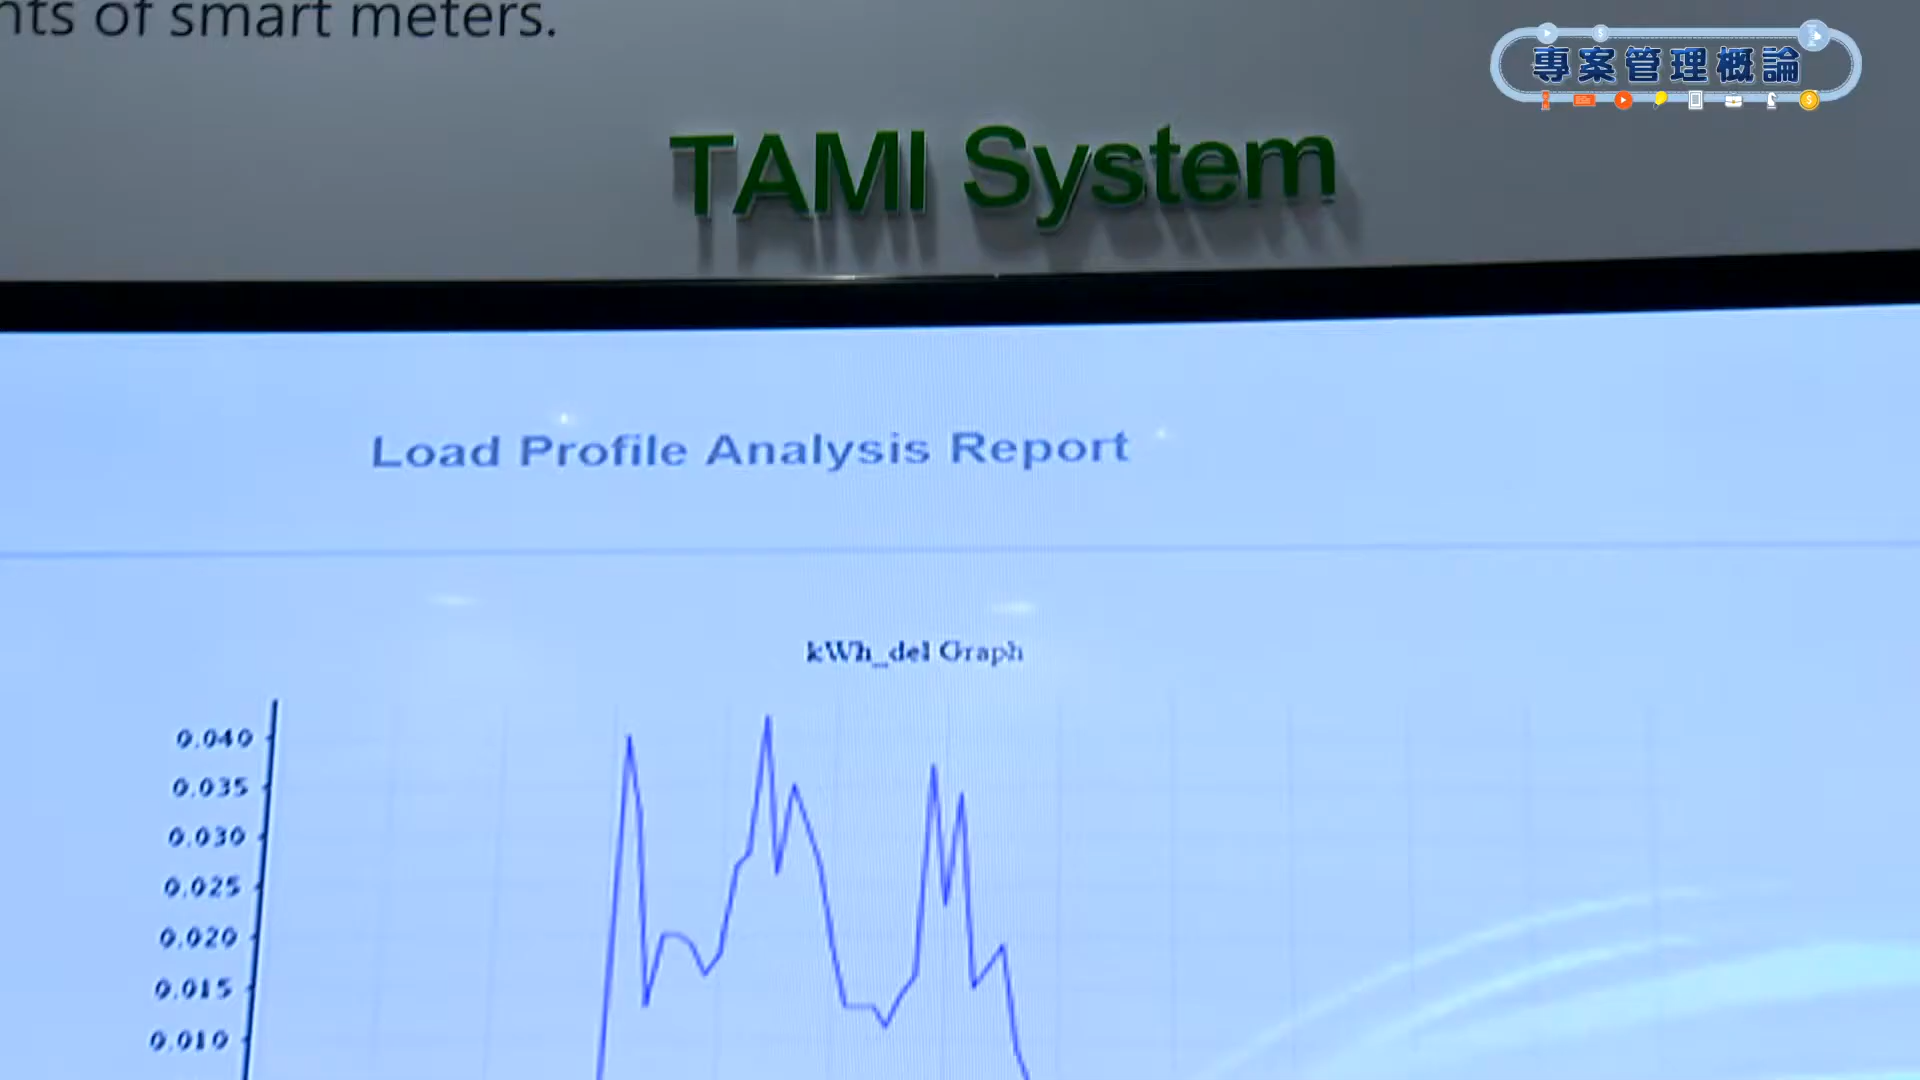 of smart meters.
專案管理概論
TAMI System
Load Profile Analysis Report
kWh_del Graph
0.040
0.035
0.030
0.025
0.020
0.015
0.010